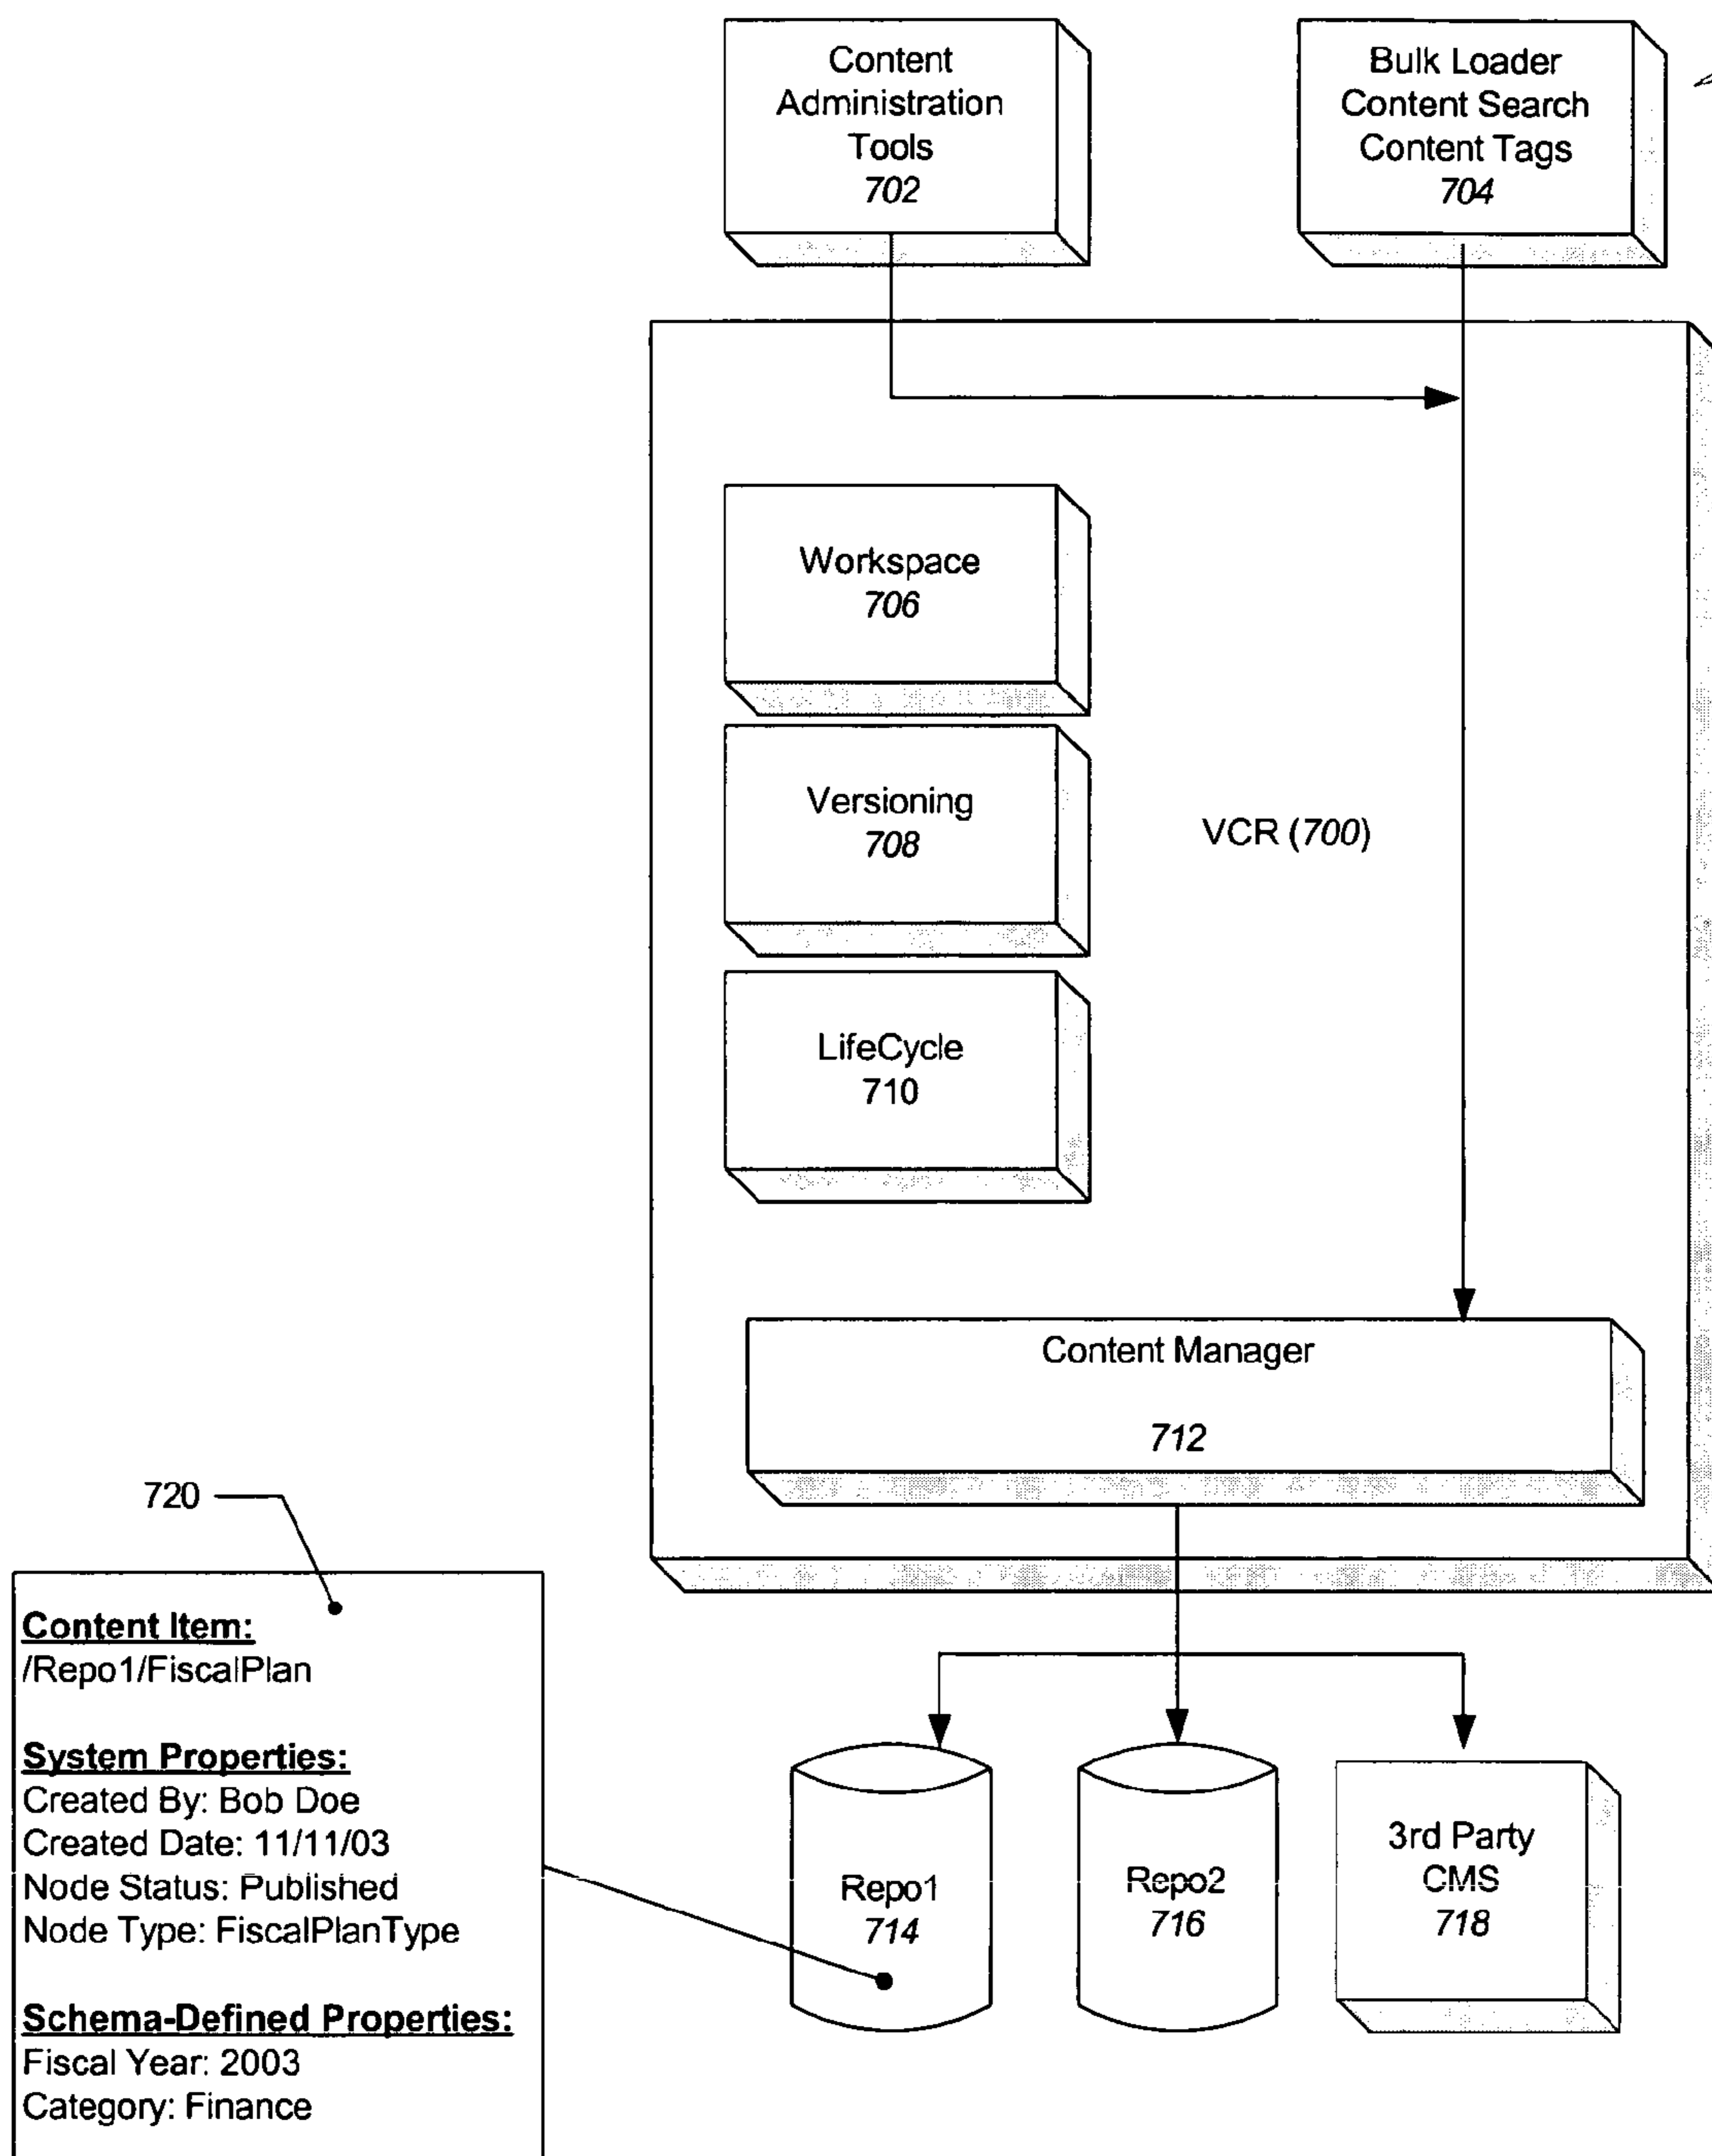 Content
Administration
Tools
702
Bulk Loader
Content Search
Content Tags
704
Workspace
706
Versioning
708
VCR (700)
LifeCycle
710
Content Manager
712
720
Content Item:
/Repo1/FiscalPlan
System Properties:
Created By: Bob Doe
Created Date: 11/11/03
Node Status: Published
Node Type: FiscalPlanType
Schema-Defined Properties:
Fiscal Year: 2003
Category: Finance
Repo1
714
Repo2
716
3rd Party
CMS
718